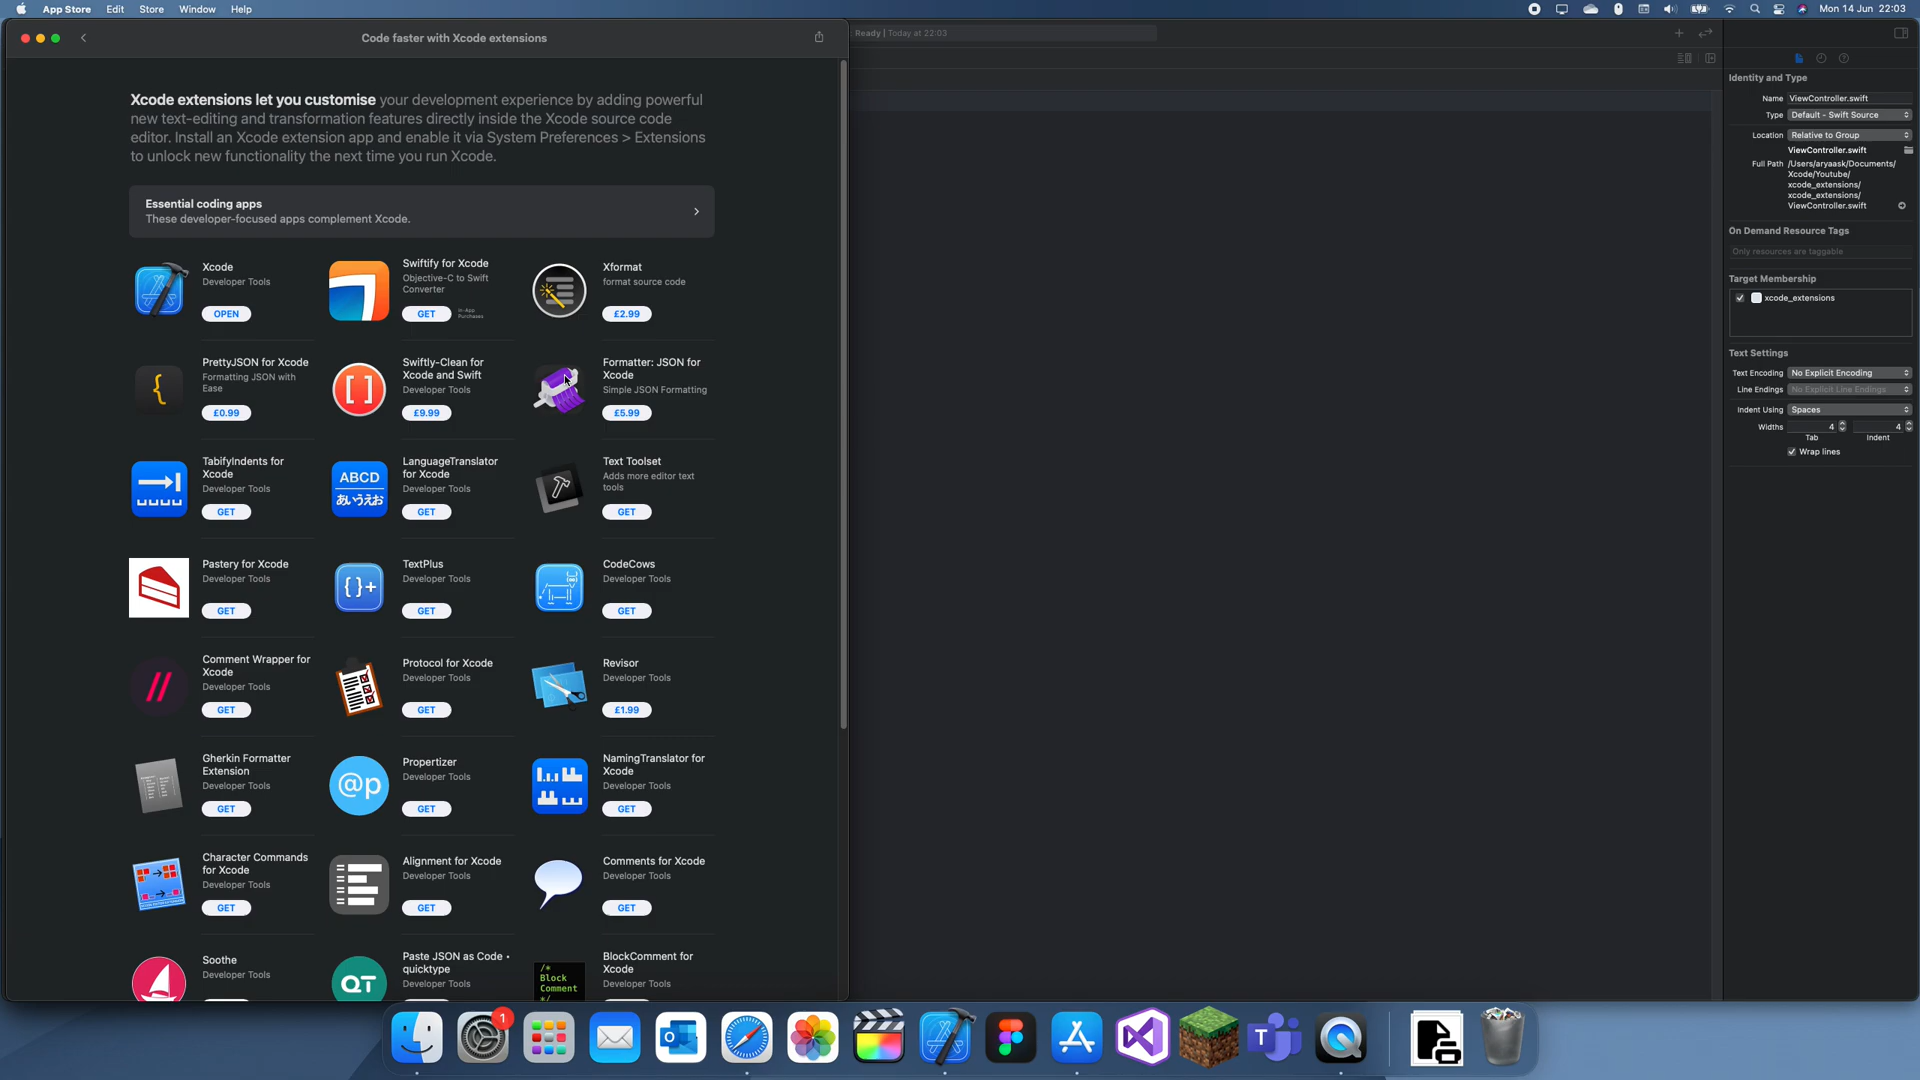 App Store Edit Store Window Help
Mon 14 Jun 22:03
Code faster with Xcode extensions
Xcode extensions let you customise your development experience by adding powerful
new text-editing and transformation features directly inside the Xcode source code
editor. Install an Xcode extension app and enable it via System Preferences > Extensions
to unlock new functionality the next time you run Xcode.
Essential coding apps
These developer-focused apps complement Xcode.
Xcode
Developer Tools
OPEN
Swiftify for Xcode
Objective-C to Swift
Converter
GET
In-App
Purchases
Xformat
format source code
£2.99
PrettyJSON for Xcode
Formatting JSON with
Ease
£0.99
Swiftly-Clean for
Xcode and Swift
Developer Tools
£9.99
Formatter: JSON for
Xcode
Simple JSON Formatting
£5.99
TabifyIndents for
Xcode
Developer Tools
GET
ABCD
あいうえお
LanguageTranslator
for Xcode
Developer Tools
GET
Text Toolset
Adds more editor text
tools
GET
Pastery for Xcode
Developer Tools
GET
{}+
TextPlus
Developer Tools
GET
CodeCows
Developer Tools
GET
//
Comment Wrapper for
Xcode
Developer Tools
GET
Protocol for Xcode
Developer Tools
GET
Revisor
Developer Tools
£1.99
Gherkin Formatter
Extension
Developer Tools
GET
@p
Propertizer
Developer Tools
GET
NamingTranslator for
Xcode
Developer Tools
GET
Character Commands
for Xcode
Developer Tools
GET
Alignment for Xcode
Developer Tools
GET
Comments for Xcode
Developer Tools
GET
Soothe
Developer Tools
QT
Paste JSON as Code •
quicktype
Developer Tools
/*
Block
Comment
*/
BlockComment for
Xcode
Developer Tools
Ready | Today at 22:03
Identity and Type
Name ViewController.swift
Type Default - Swift Source
Location Relative to Group
ViewController.swift
Full Path /Users/aryaask/Documents/
Xcode/Youtube/
xcode_extensions/
xcode_extensions/
ViewController.swift
On Demand Resource Tags
Only resources are taggable
Target Membership
xcode_extensions
Text Settings
Text Encoding No Explicit Encoding
Line Endings No Explicit Line Endings
Indent Using Spaces
Widths 4 4
Tab Indent
Wrap lines
1